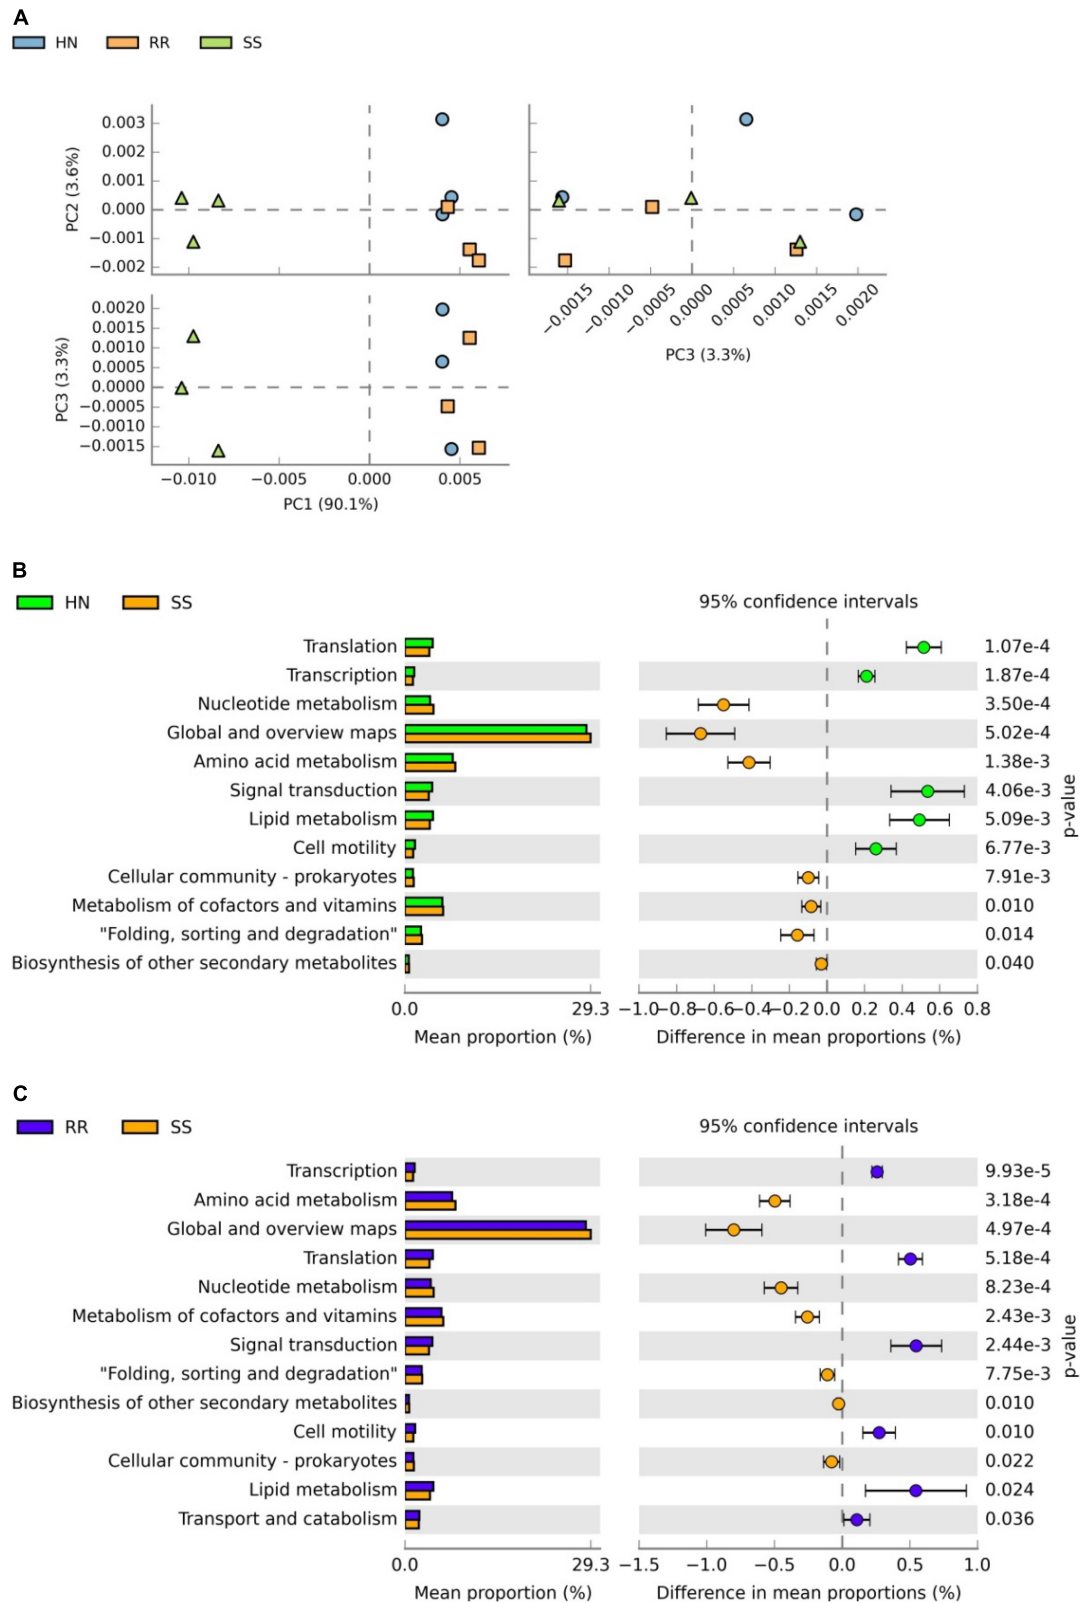 A
HN RR SS
0.003
0.002
0.001
0.000
−0.001
−0.002
PC2 (3.6%)
−0.0015 −0.0010 −0.0005 0.0000 0.0005 0.0010 0.0015 0.0020
PC3 (3.3%)
0.0020
0.0015
0.0010
0.0005
0.0000
−0.0005
−0.0010
−0.0015
PC3 (3.3%)
−0.010 −0.005 0.000 0.005
PC1 (90.1%)
B
HN SS
95% confidence intervals
Translation 1.07e-4
Transcription 1.87e-4
Nucleotide metabolism 3.50e-4
Global and overview maps 5.02e-4
Amino acid metabolism 1.38e-3
Signal transduction 4.06e-3
Lipid metabolism 5.09e-3
Cell motility 6.77e-3
Cellular community - prokaryotes 7.91e-3
Metabolism of cofactors and vitamins 0.010
"Folding, sorting and degradation" 0.014
Biosynthesis of other secondary metabolites 0.040
p-value
0.0 29.3 −1.0 −0.8 −0.6 −0.4 −0.2 0.0 0.2 0.4 0.6 0.8
Mean proportion (%) Difference in mean proportions (%)
C
RR SS
95% confidence intervals
Transcription 9.93e-5
Amino acid metabolism 3.18e-4
Global and overview maps 4.97e-4
Translation 5.18e-4
Nucleotide metabolism 8.23e-4
Metabolism of cofactors and vitamins 2.43e-3
Signal transduction 2.44e-3
"Folding, sorting and degradation" 7.75e-3
Biosynthesis of other secondary metabolites 0.010
Cell motility 0.010
Cellular community - prokaryotes 0.022
Lipid metabolism 0.024
Transport and catabolism 0.036
p-value
0.0 29.3 −1.5 −1.0 −0.5 0.0 0.5 1.0
Mean proportion (%) Difference in mean proportions (%)